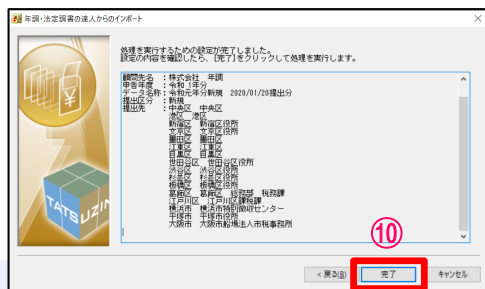 年調・法定調書の達人からのインポート
処理を実行するための設定が完了しました。
設定の内容を確認したら、[完了]をクリックして処理を実行します。
顧問先名 :株式会社 年調
申告年度 :令和 1年分
データ名称:令和元年分新規 2020/01/20提出分
提出区分 :新規
提出先 :中央区 中央区
港区 港区
新宿区 新宿区役所
文京区 文京区役所
墨田区 墨田区
江東区 江東区
目黒区 目黒区
世田谷区 世田谷区役所
渋谷区 渋谷区役所
杉並区 杉並区役所
板橋区 板橋区役所
葛飾区 葛飾区 総務部 税務課
江戸川区 江戸川区課税課
横浜市 横浜市特別徴収センター
平塚市 平塚市役所
大阪市 大阪市船場法人市税事務所
TATSUZIN
⑩
< 戻る(B)
完了
キャンセル